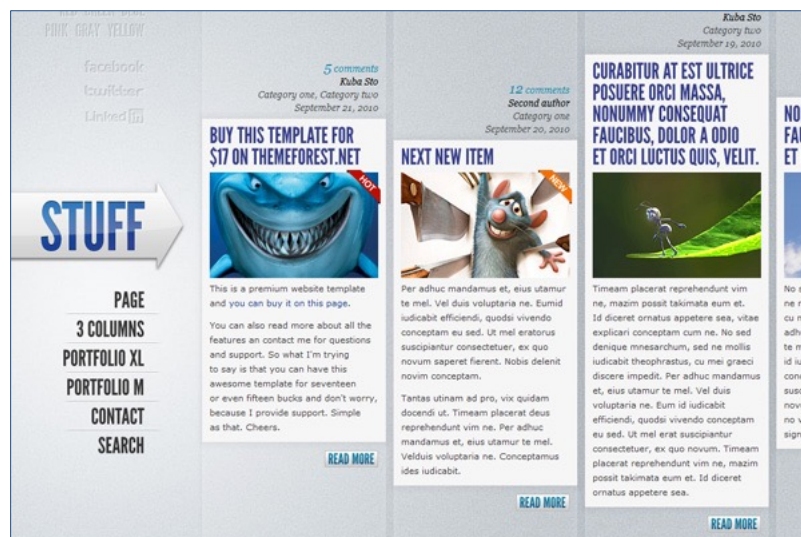 RED GREEN BLUE
PINK GRAY YELLOW
facebook
twitter
Linked in
STUFF
PAGE
3 COLUMNS
PORTFOLIO XL
PORTFOLIO M
CONTACT
SEARCH
5 comments
Kuba Sto
Category one, Category two
September 21, 2010
BUY THIS TEMPLATE FOR
$17 ON THEMEFOREST.NET
HOT
This is a premium website template
and you can buy it on this page.
You can also read more about all the
features an contact me for questions
and support. So what I'm trying
to say is that you can have this
awesome template for seventeen
or even fifteen bucks and don't worry,
because I provide support. Simple
as that. Cheers.
READ MORE
12 comments
Second author
Category one
September 20, 2010
NEXT NEW ITEM
NEW
Per adhuc mandamus et, eius utamur
te mel. Vel duis voluptaria ne. Eumid
iudicabit efficiendi, quodsi vivendo
conceptam eu sed. Ut mel eratorus
suscipiantur consectetuer, ex quo
novum saperet fierent. Nobis delenit
novim conceptam.
Tantas utinam ad pro, vix quidam
docendi ut. Timeam placerat deus
reprehendunt vim ne. Per adhuc
mandamus et, eius utamur te mel.
Velduis voluptaria ne. Conceptamus
ides iudicabit.
READ MORE
Kuba Sto
Category two
September 19, 2010
CURABITUR AT EST ULTRICE
POSUERE ORCI MASSA,
NONUMMY CONSEQUAT
FAUCIBUS, DOLOR A ODIO
ET ORCI LUCTUS QUIS, VELIT.
Timeam placerat reprehendunt vim
ne, mazim possit takimata eum et.
Id diceret ornatus appetere sea, vitae
explicari conceptam cum ne. No sed
denique mnesarchum, sed ne mollis
iudicabit theophrastus, cu mei graeci
discere impedit. Per adhuc mandamus
et, eius utamur te mel. Vel duis
voluptaria ne. Eum id iudicabit
efficiendi, quodsi vivendo conceptam
eu sed. Ut mel erat suscipiantur
consectetuer, ex quo novum. Timeam
placerat reprehendunt vim ne, mazim
possit takimata eum et. Id diceret
ornatus appetere sea.
READ MORE